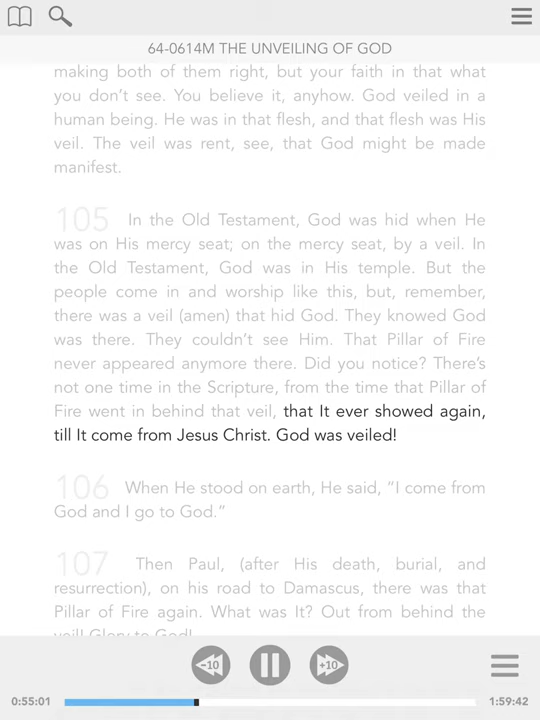 64-0614M THE UNVEILING OF GOD
making both of them right, but your faith in that what
you don’t see. You believe it, anyhow. God veiled in a
human being. He was in that flesh, and that flesh was His
veil. The veil was rent, see, that God might be made
manifest.
105 In the Old Testament, God was hid when He
was on His mercy seat; on the mercy seat, by a veil. In
the Old Testament, God was in His temple. But the
people come in and worship like this, but, remember,
there was a veil (amen) that hid God. They knowed God
was there. They couldn’t see Him. That Pillar of Fire
never appeared anymore there. Did you notice? There’s
not one time in the Scripture, from the time that Pillar of
Fire went in behind that veil, that It ever showed again,
till It come from Jesus Christ. God was veiled!
106 When He stood on earth, He said, “I come from
God and I go to God.”
107 Then Paul, (after His death, burial, and
resurrection), on his road to Damascus, there was that
Pillar of Fire again. What was It? Out from behind the
veil! Glory to God!
-10 +10
0:55:01 1:59:42